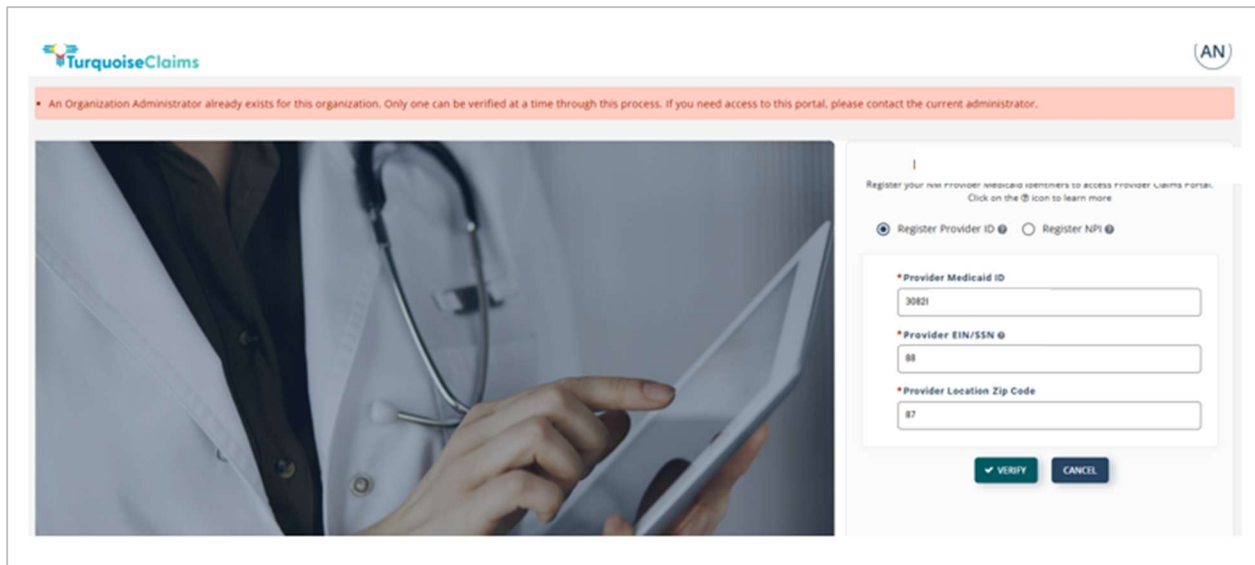 TurquoiseClaims
AN
An Organization Administrator already exists for this organization. Only one can be verified at a time through this process. If you need access to this portal, please contact the current administrator.
Register your NM Provider Medicaid Identifiers to access Provider Claims Portal.
Click on the ? icon to learn more
Register Provider ID ? Register NPI ?
*Provider Medicaid ID
3082
*Provider EIN/SSN ?
88
*Provider Location Zip Code
87
VERIFY CANCEL